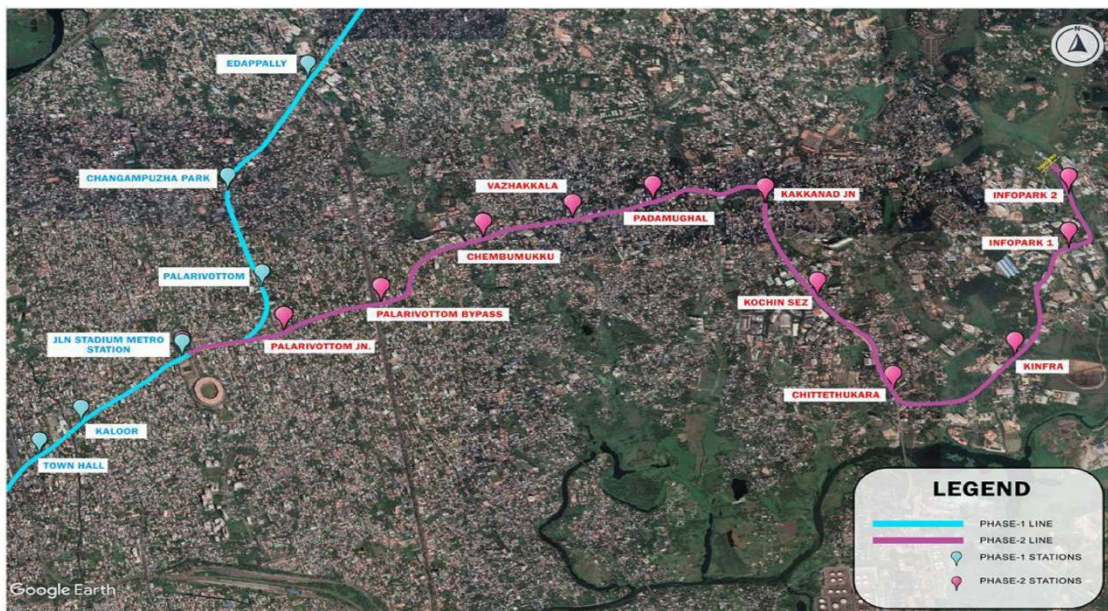 N
EDAPPALLY
CHANGAMPUZHA PARK
VAZHAKKALA
PADAMUGHAL
KAKKANAD JN
INFOPARK 2
CHEMBUMUKKU
INFOPARK 1
PALARIVOTTOM
PALARIVOTTOM BYPASS
KOCHIN SEZ
JLN STADIUM METRO
STATION
PALARIVOTTOM JN.
KINFRA
CHITTETHUKARA
KALOOR
TOWN HALL
LEGEND
PHASE-1 LINE
PHASE-2 LINE
PHASE-1 STATIONS
PHASE-2 STATIONS
Google Earth